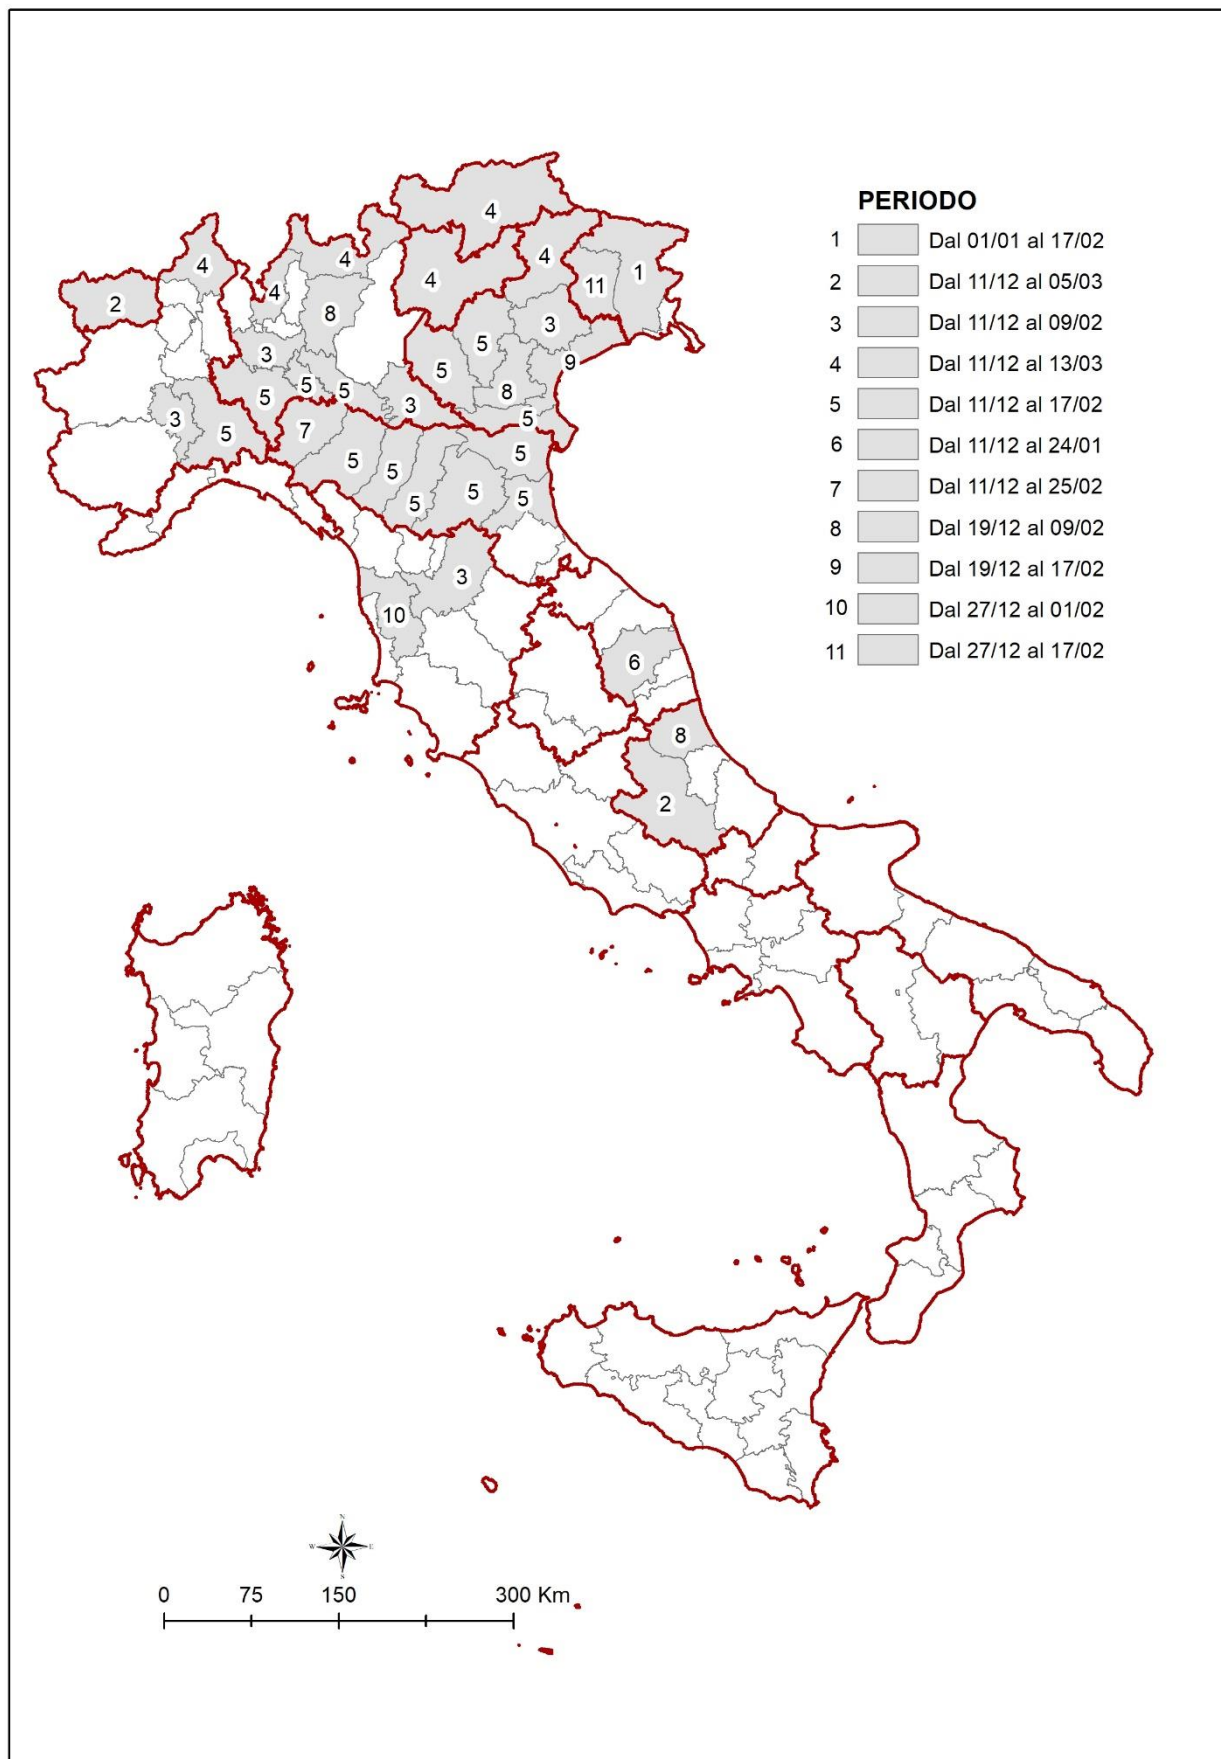 PERIODO
1 Dal 01/01 al 17/02
2 Dal 11/12 al 05/03
3 Dal 11/12 al 09/02
4 Dal 11/12 al 13/03
5 Dal 11/12 al 17/02
6 Dal 11/12 al 24/01
7 Dal 11/12 al 25/02
8 Dal 19/12 al 09/02
9 Dal 19/12 al 17/02
10 Dal 27/12 al 01/02
11 Dal 27/12 al 17/02
4
4
4
4
4
1
11
2
4
8
3
5
3
9
5
5
5
8
5
3
3
5
7
5
5
5
5
5
5
5
3
10
6
8
2
N
W E
S
0 75 150 300 Km